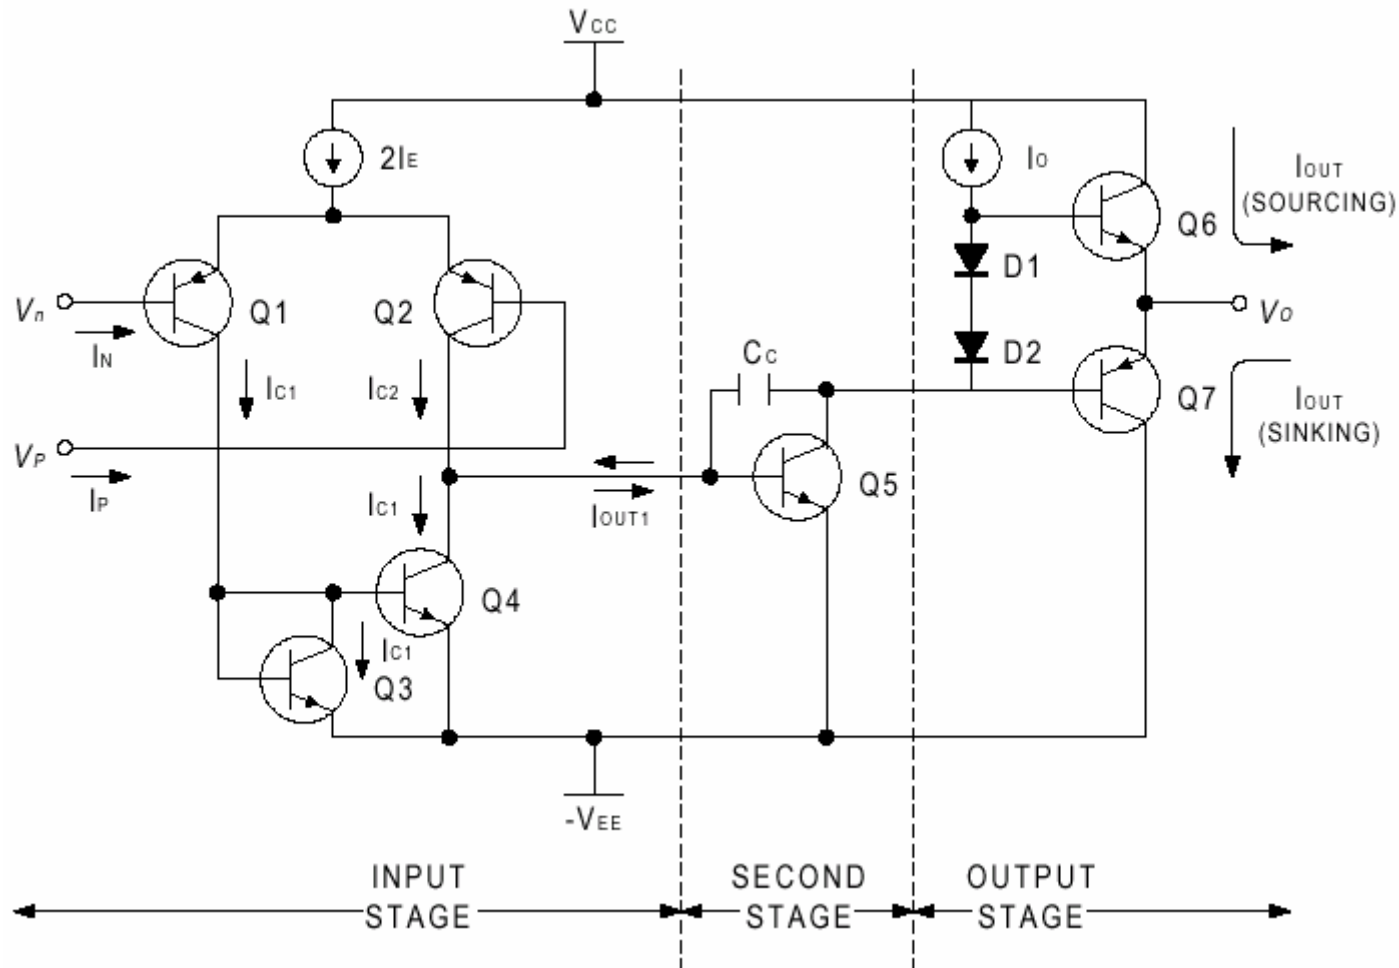 VCC
2IE
IO
IOUT
(SOURCING)
Q6
D1
Vn
Q1
Q2
VO
IN
D2
CC
IC1
IC2
Q7
IOUT
(SINKING)
VP
Q5
IP
IC1
IOUT1
Q4
IC1
Q3
-VEE
INPUT
STAGE
SECOND
STAGE
OUTPUT
STAGE